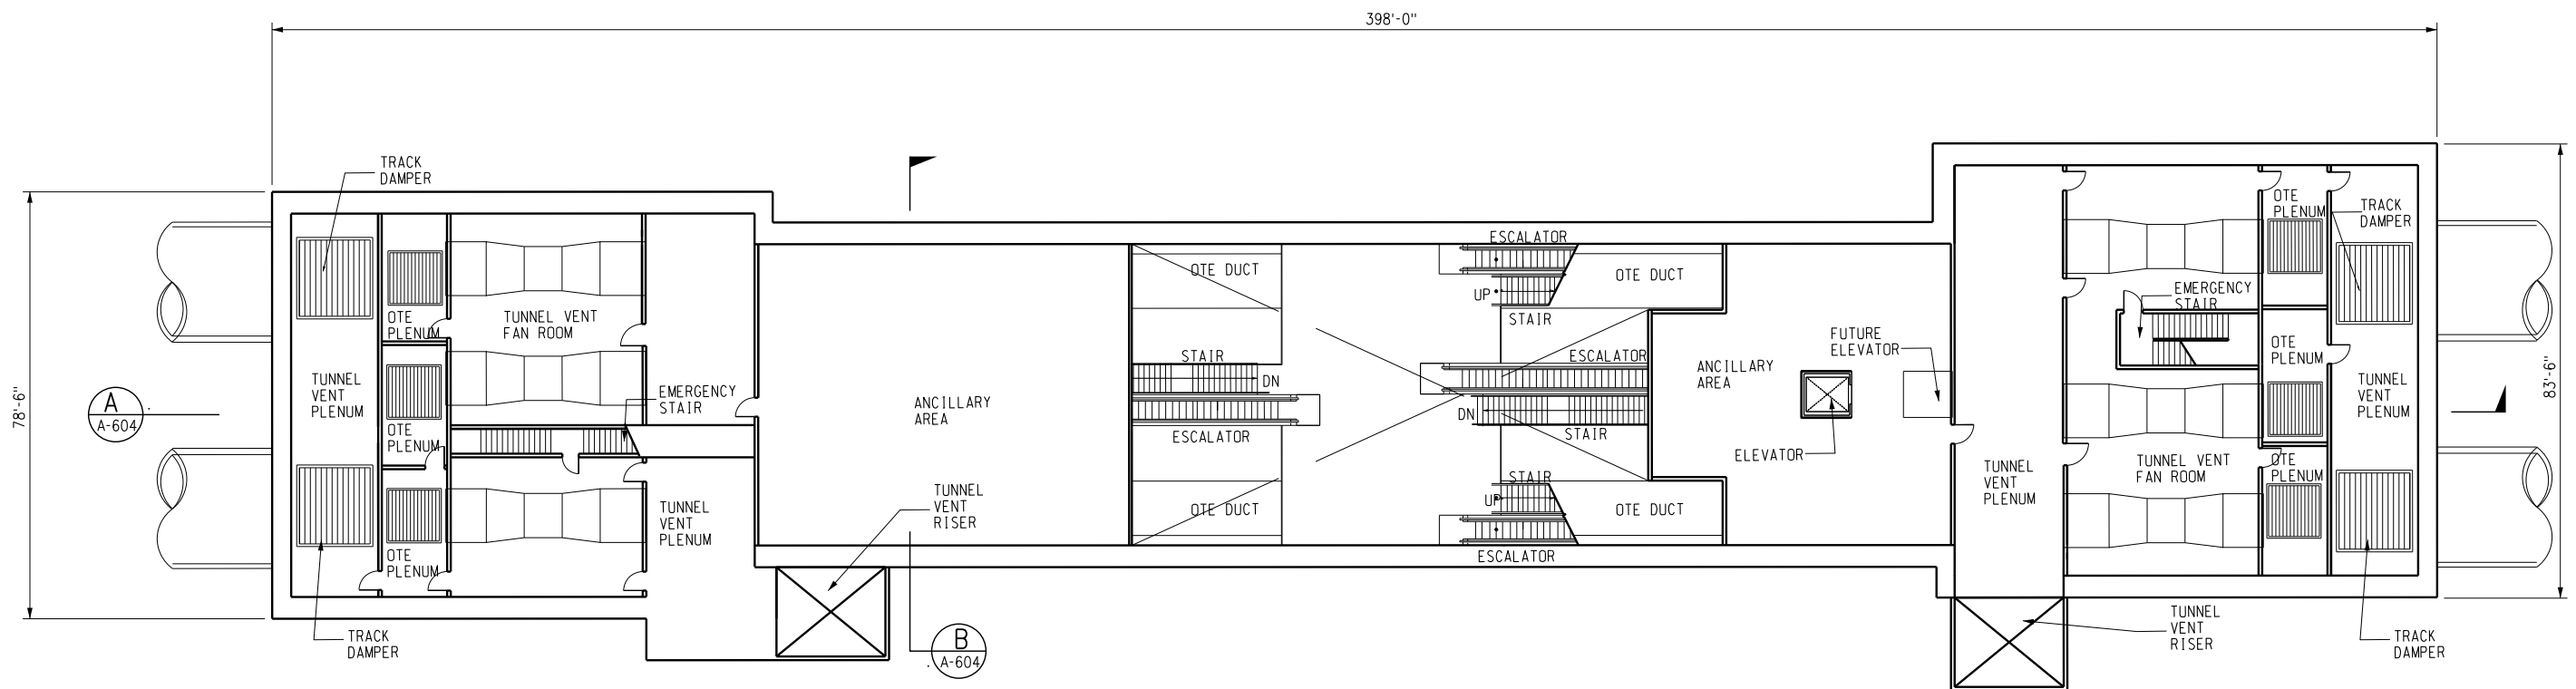 398'-0"
TRACK
DAMPER
OTE
PLENUM
TRACK
DAMPER
ESCALATOR
OTE DUCT
OTE DUCT
EMERGENCY
STAIR
UP
OTE
PLENUM
TUNNEL VENT
FAN ROOM
STAIR
FUTURE
ELEVATOR
OTE
PLENUM
STAIR
ESCALATOR
ANCILLARY
AREA
TUNNEL
VENT
PLENUM
DN
TUNNEL
VENT
PLENUM
EMERGENCY
STAIR
78'-6"
83'-6"
A
A-604
ANCILLARY
AREA
DN
OTE
PLENUM
ESCALATOR
STAIR
ELEVATOR
TUNNEL
VENT
PLENUM
TUNNEL VENT
FAN ROOM
OTE
PLENUM
STAIR
TUNNEL
VENT
RISER
UP
TUNNEL
VENT
PLENUM
OTE DUCT
OTE DUCT
OTE
PLENUM
ESCALATOR
TUNNEL
VENT
RISER
TRACK
DAMPER
B
A-604
TRACK
DAMPER